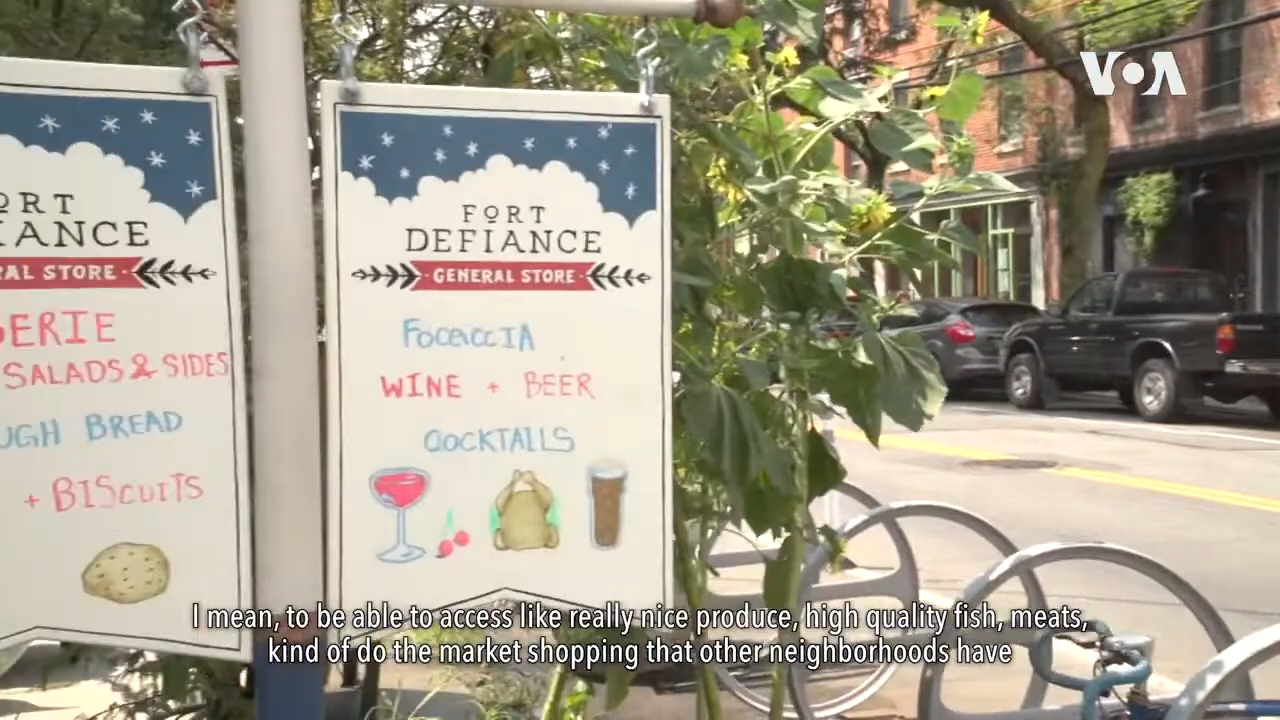 VOA
ORT
IANCE
RAL STORE
ERIE
SALADS & SIDES
UGH BREAD
+ BISCUITS
FORT
DEFIANCE
GENERAL STORE
FOCACCIA
WINE + BEER
COCKTAILS
I mean, to be able to access like really nice produce, high quality fish, meats,
kind of do the market shopping that other neighborhoods have